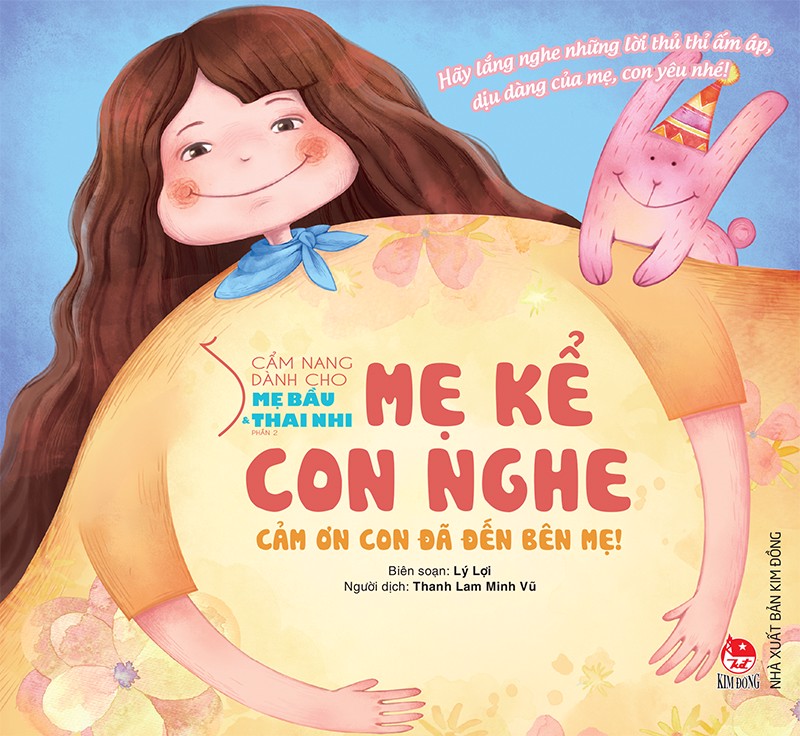 Hãy lắng nghe những lời thủ thỉ ấm áp,
dịu dàng của mẹ, con yêu nhé!
CẨM NANG
DÀNH CHO
MẸ BẦU
& THAI NHI
PHẦN 2
MẸ KỂ
CON NGHE
CẢM ƠN CON ĐÃ ĐẾN BÊN MẸ!
Biên soạn: Lý Lợi
Người dịch: Thanh Lam Minh Vũ
KIM ĐỒNG
NHÀ XUẤT BẢN KIM ĐỒNG